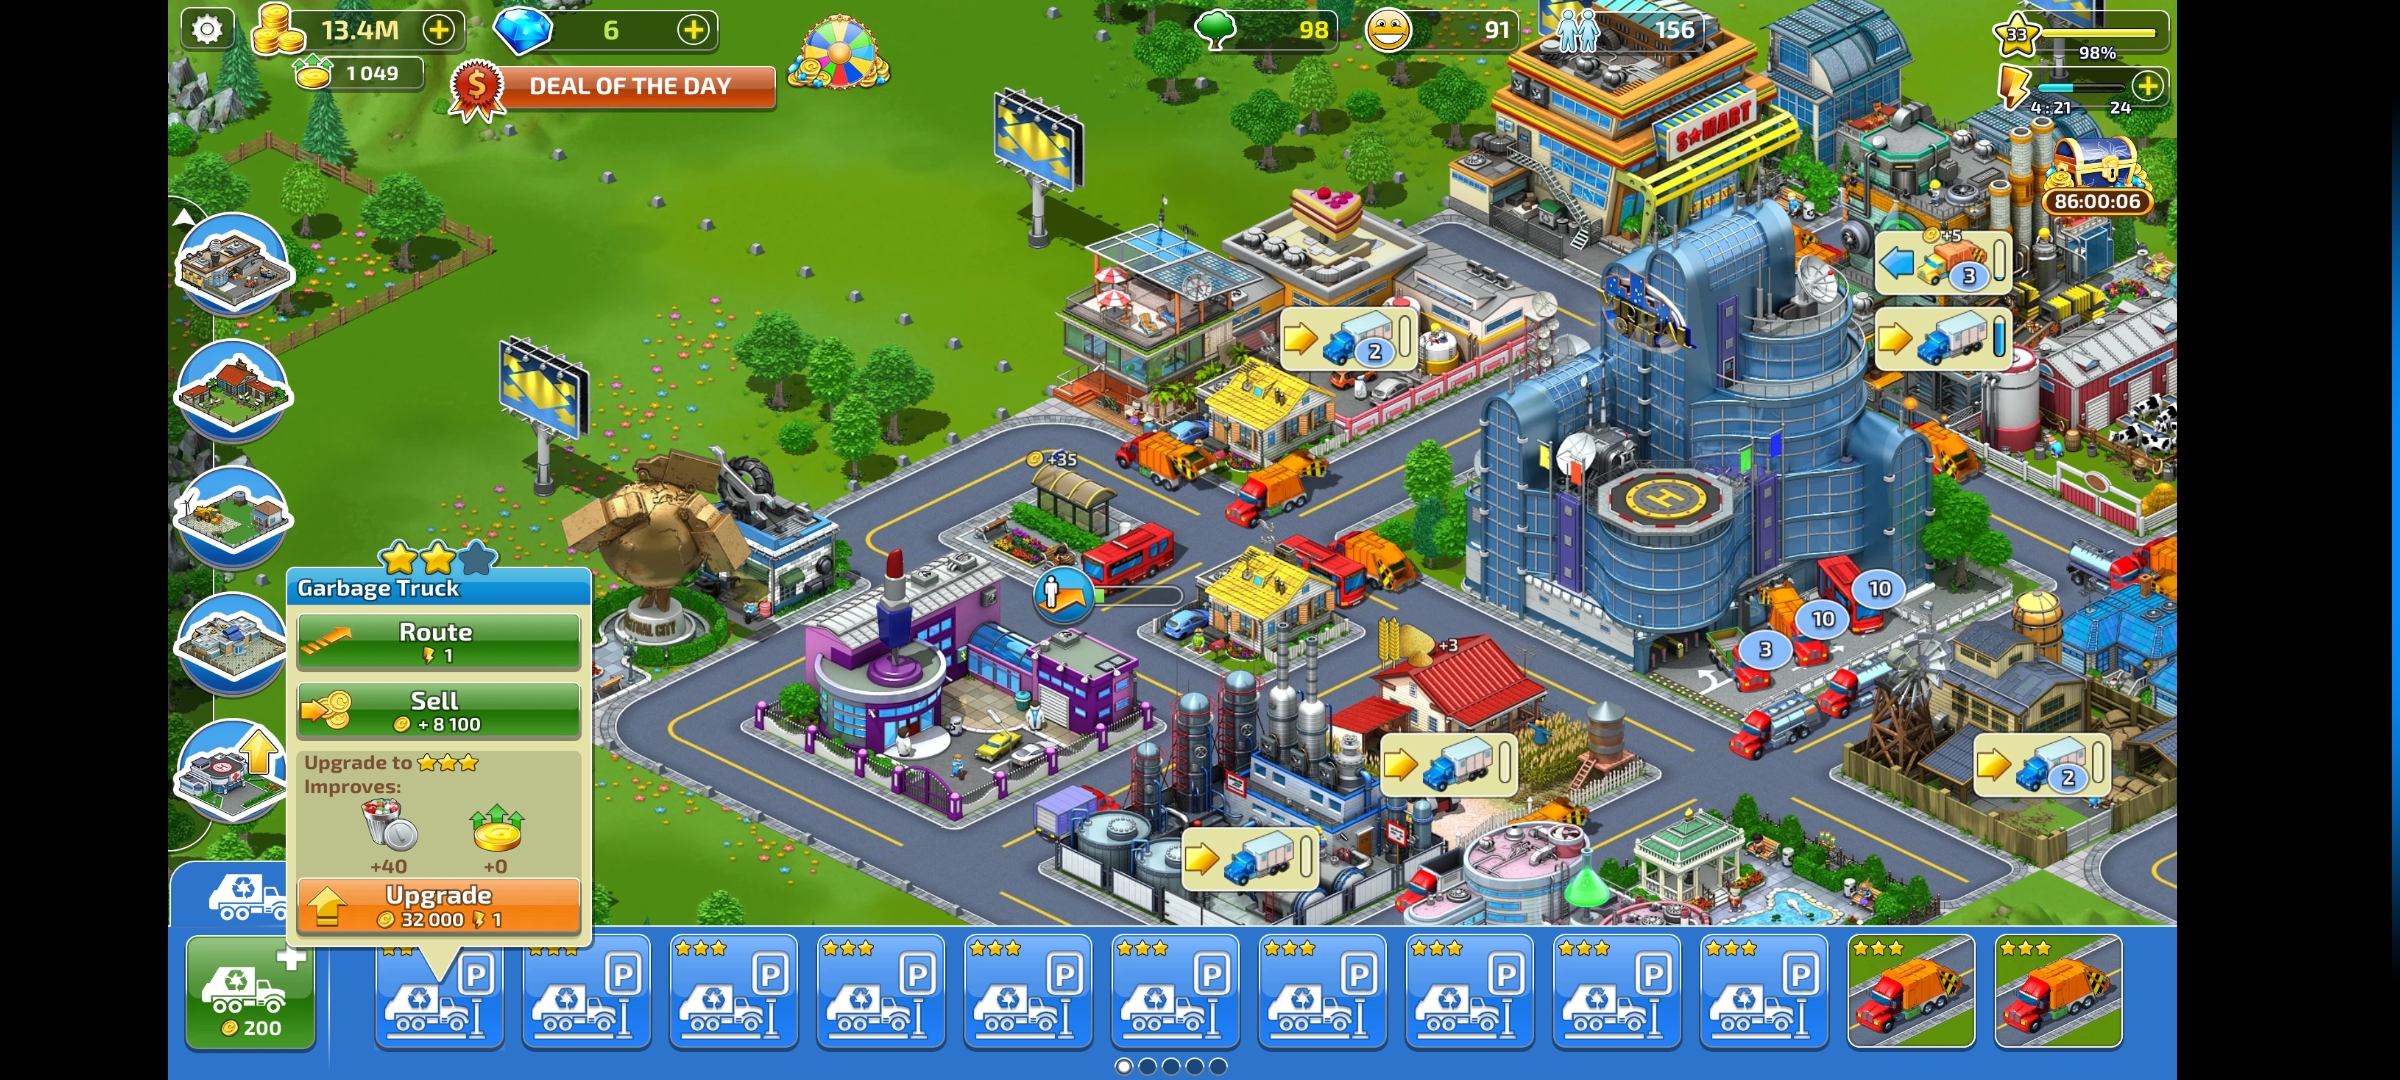 13.4M
6
98
91
156
33
98%
1 049
DEAL OF THE DAY
4:21
24
S★MART
86:00:06
+5
3
2
+35
10
10
3
+3
2
CITY
Garbage Truck
Route
1
Sell
+ 8 100
Upgrade to
Improves:
+40
+0
Upgrade
32 000 1
200
P
P
P
P
P
P
P
P
P
P
H